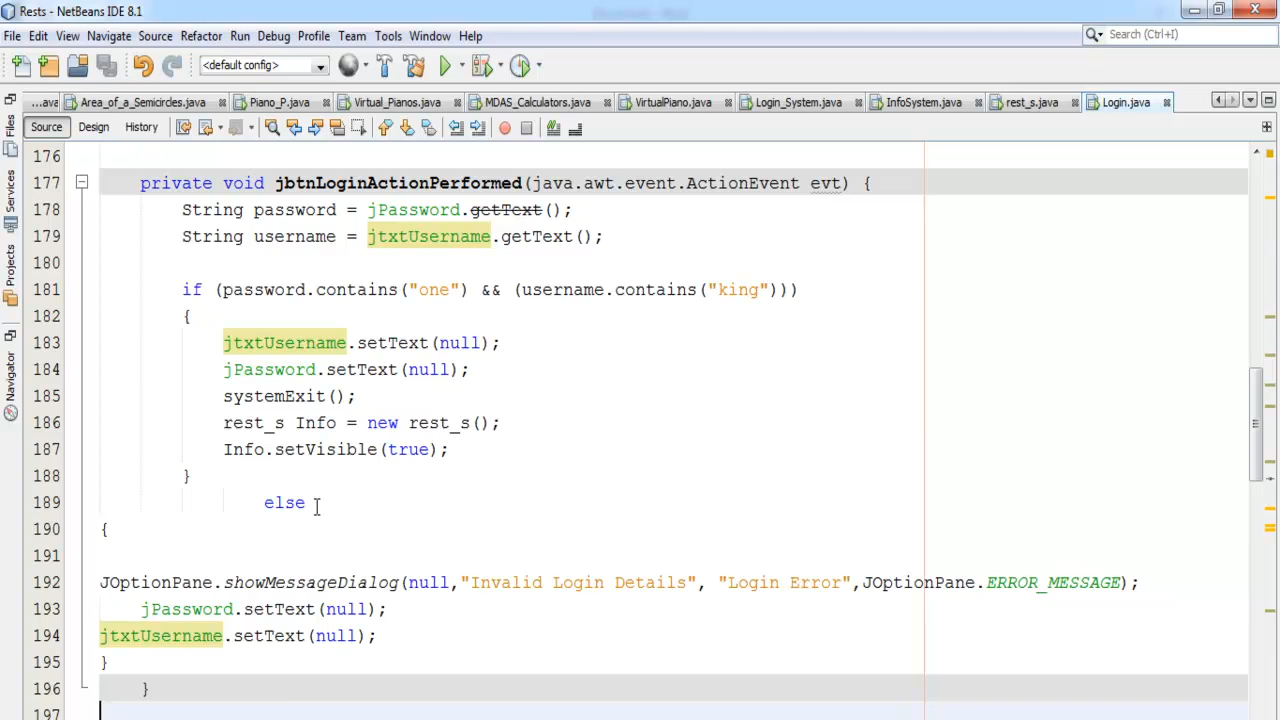 Rests - NetBeans IDE 8.1
File Edit View Navigate Source Refactor Run Debug Profile Team Tools Window Help
Search (Ctrl+I)
<default config>
...ava Area_of_a_Semicirdes.java Piano_P.java Virtual_Pianos.java MDAS_Calculators.java VirtualPiano.java Login_System.java InfoSystem.java rest_s.java Login.java
Source Design History
Files
Services
Projects
Navigator
176
177 private void jbtnLoginActionPerformed(java.awt.event.ActionEvent evt) {
178 String password = jPassword.getText();
179 String username = jtxtUsername.getText();
180
181 if (password.contains("one") && (username.contains("king")))
182 {
183 jtxtUsername.setText(null);
184 jPassword.setText(null);
185 systemExit();
186 rest_s Info = new rest_s();
187 Info.setVisible(true);
188 }
189 else
190 {
191
192 JOptionPane.showMessageDialog(null,"Invalid Login Details", "Login Error",JOptionPane.ERROR_MESSAGE);
193 jPassword.setText(null);
194 jtxtUsername.setText(null);
195 }
196 }
197